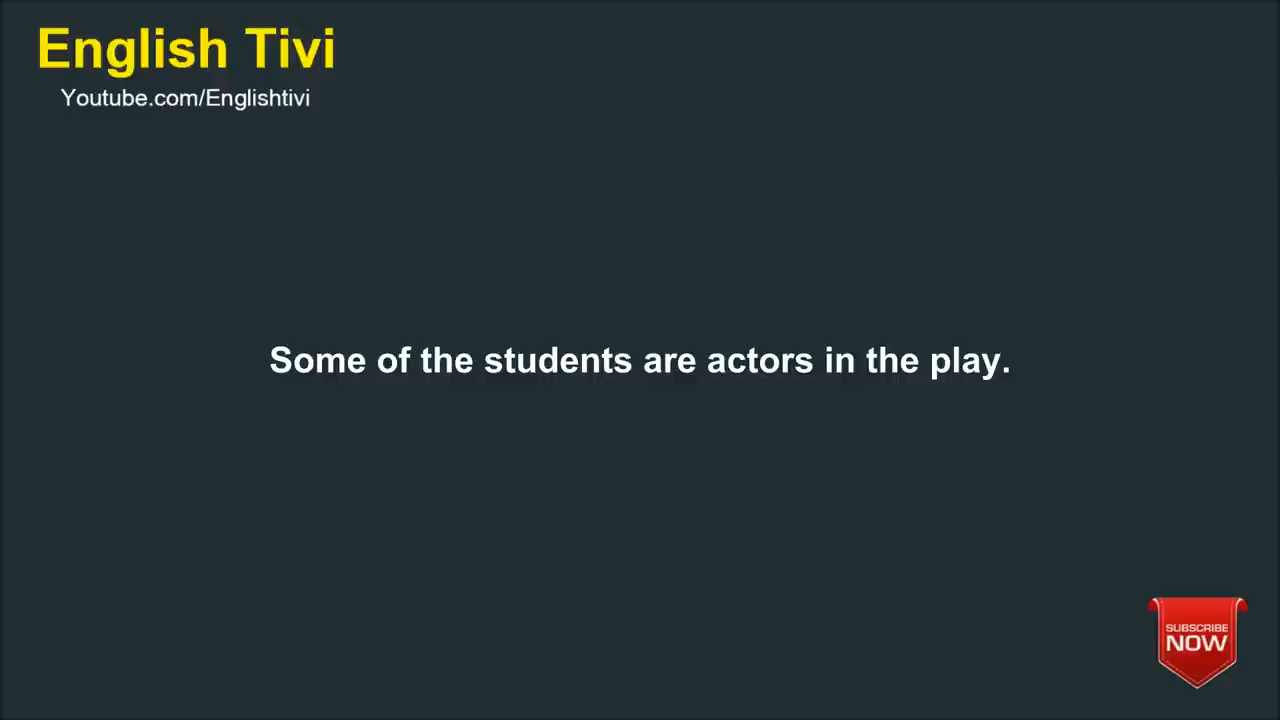 English Tivi
Youtube.com/Englishtivi
Some of the students are actors in the play.
SUBSCRIBE
NOW